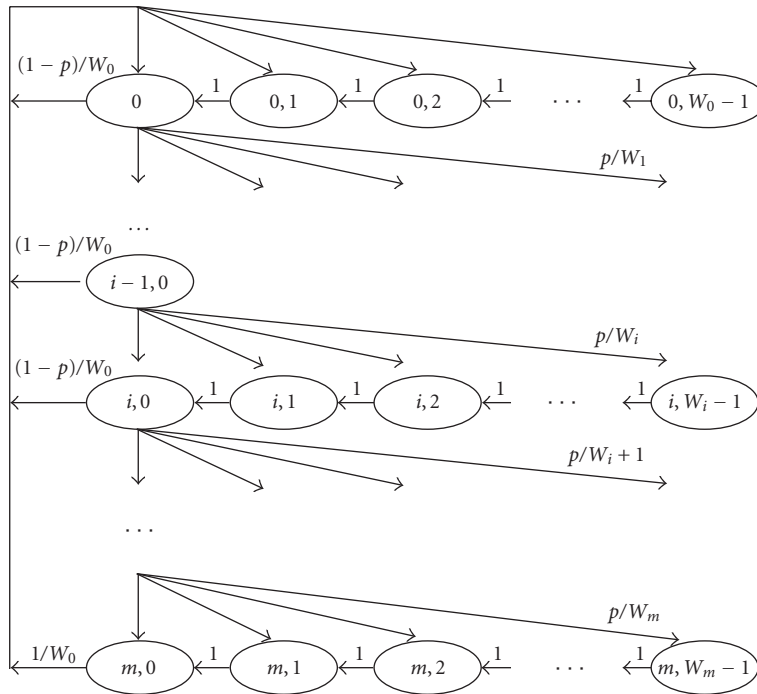 (1 − p)/W₀
0 1 0, 1 1 0, 2 1 · · · 1 0, W₀ − 1
p/W₁
...
(1 − p)/W₀
i − 1, 0
p/Wᵢ
(1 − p)/W₀
i, 0 1 i, 1 1 i, 2 1 · · · 1 i, Wᵢ − 1
p/Wᵢ + 1
· · ·
p/Wₘ
1/W₀
m, 0 1 m, 1 1 m, 2 1 · · · 1 m, Wₘ − 1